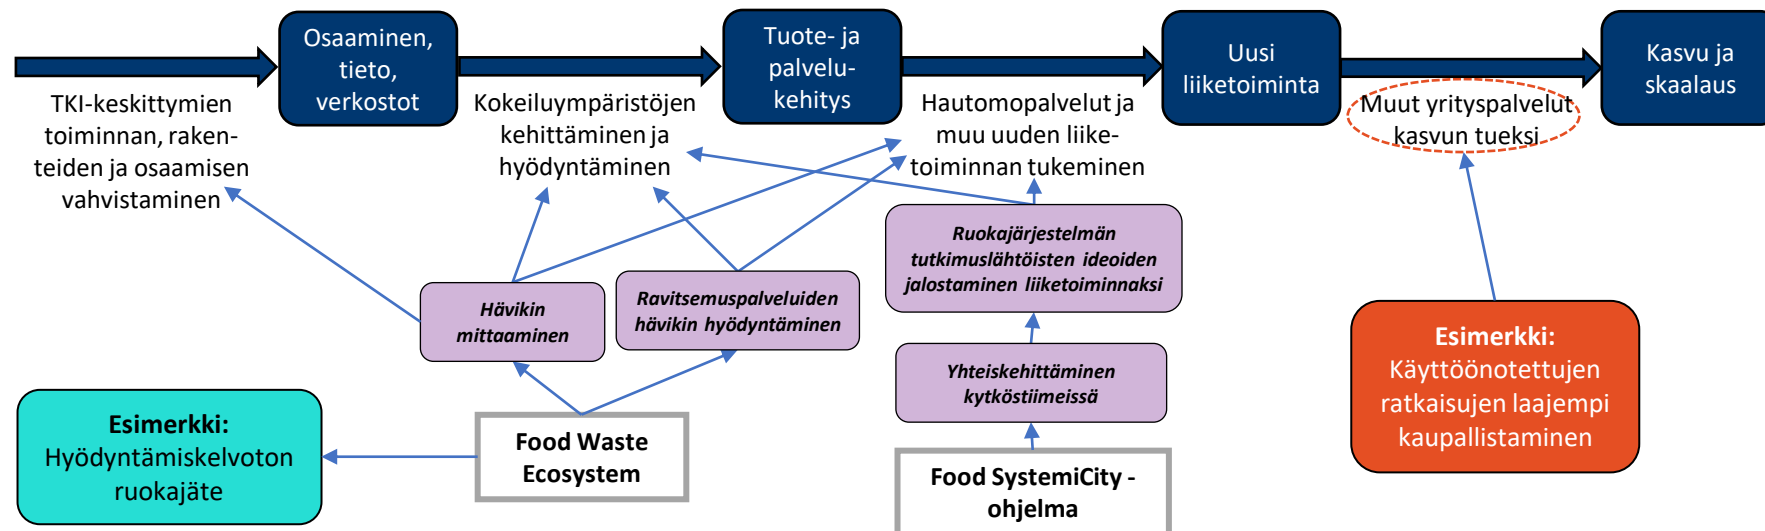 Osaaminen,
tieto,
verkostot
Tuote- ja
palvelu-
kehitys
Uusi
liiketoiminta
Kasvu ja
skaalaus
TKI-keskittymien
toiminnan, raken-
teiden ja osaamisen
vahvistaminen
Kokeiluympäristöjen
kehittäminen ja
hyödyntäminen
Hautomopalvelut ja
muu uuden liike-
toiminnan tukeminen
Muut yrityspalvelut
kasvun tueksi
Hävikin
mittaaminen
Ravitsemuspalveluiden
hävikin hyödyntäminen
Ruokajärjestelmän
tutkimuslähtöisten ideoiden
jalostaminen liiketoiminnaksi
Yhteiskehittäminen
kytköstiimeissä
Esimerkki:
Hyödyntämiskelvoton
ruokajäte
Food Waste
Ecosystem
Food SystemiCity -
ohjelma
Esimerkki:
Käyttöönotettujen
ratkaisujen laajempi
kaupallistaminen